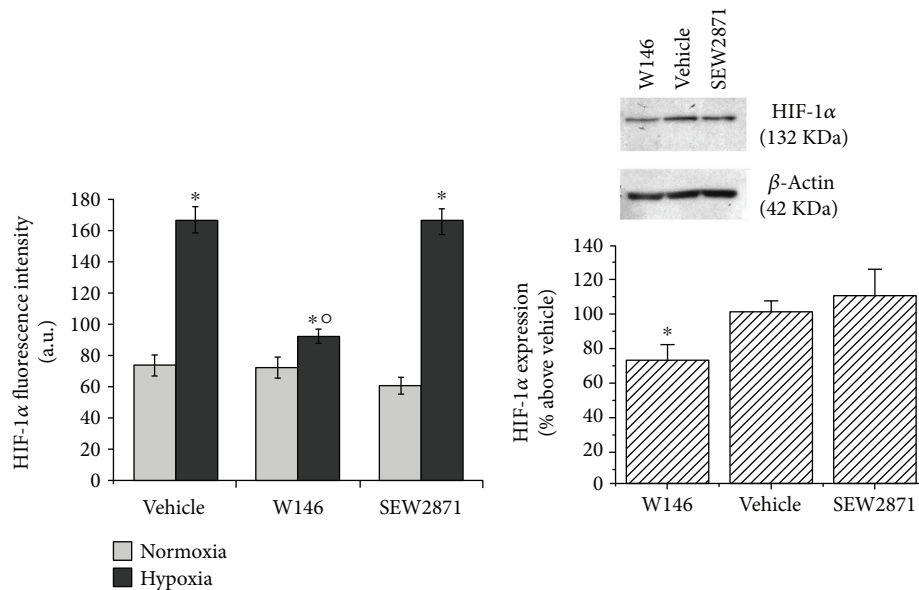 HIF-1α fluorescence intensity
(a.u.)
180
160
140
120
100
80
60
40
20
0
*
*○
*
Vehicle
W146
SEW2871
Normoxia
Hypoxia
W146
Vehicle
SEW2871
HIF-1α
(132 KDa)
β-Actin
(42 KDa)
HIF-1α expression
(% above vehicle)
140
120
100
80
60
40
20
0
*
W146
Vehicle
SEW2871